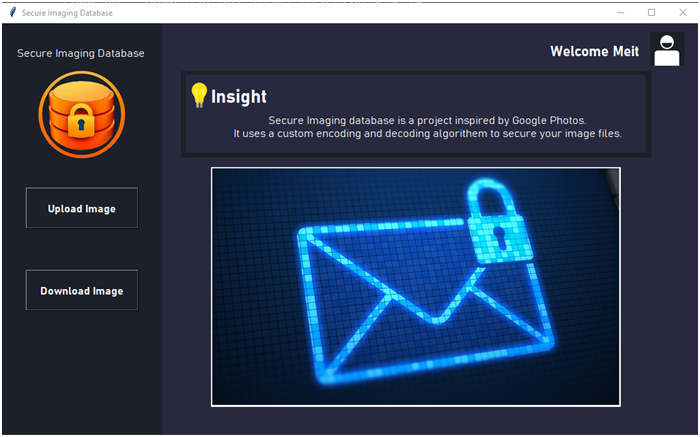 Secure Imaging Database
Secure Imaging Database
Upload Image
Download Image
Welcome Meit
Insight
Secure Imaging database is a project inspired by Google Photos.
It uses a custom encoding and decoding algorithem to secure your image files.